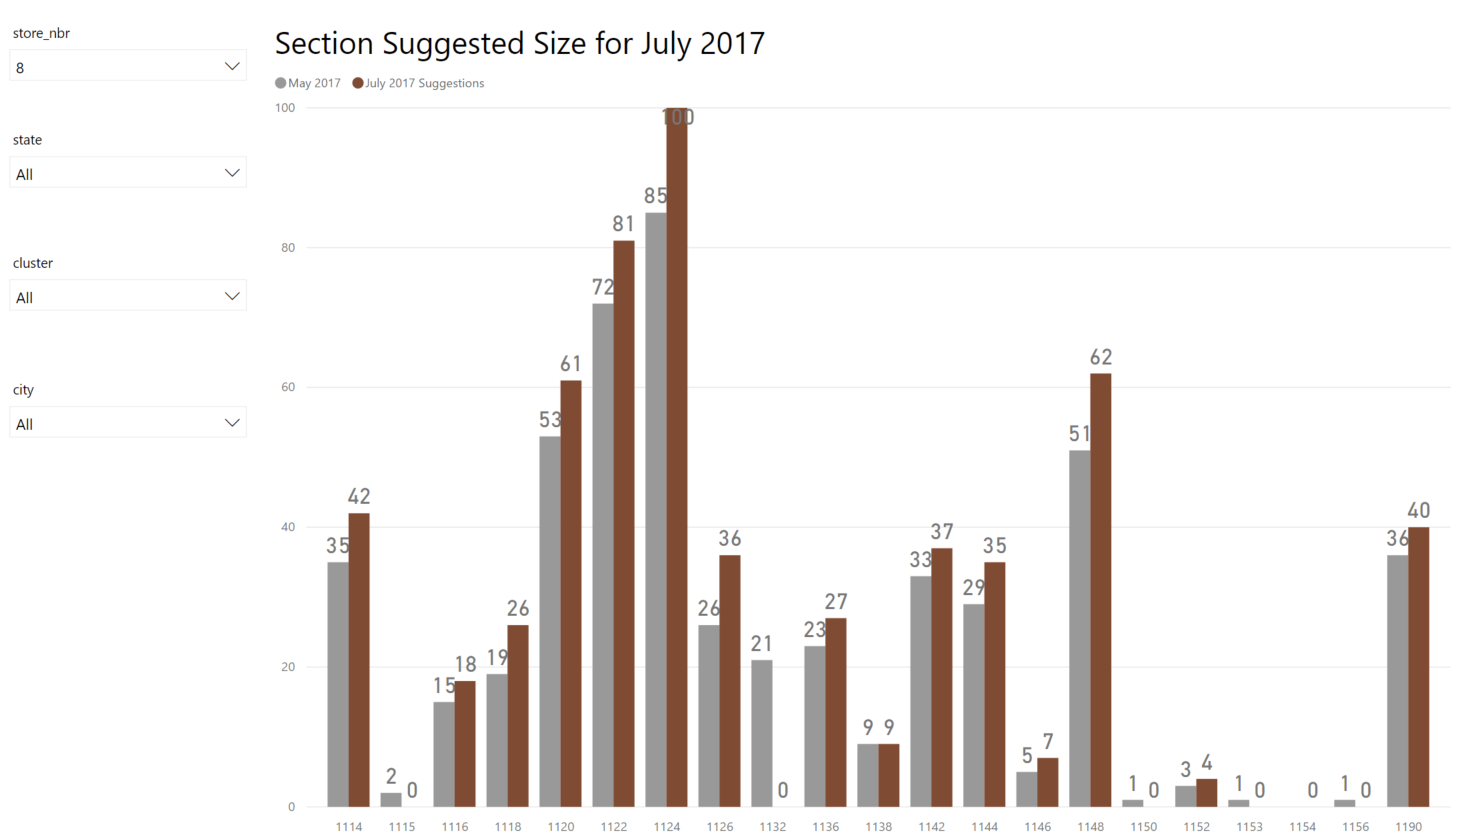 store_nbr
8
state
All
cluster
All
city
All
Section Suggested Size for July 2017
May 2017 July 2017 Suggestions
100
80
60
40
20
0
35 42
2 0
15 18
19 26
53 61
72 81
85 100
26 36
21 0
23 27
9 9
33 37
29 35
5 7
51 62
1 0
3 4
1 0
0
1 0
36 40
1114 1115 1116 1118 1120 1122 1124 1126 1132 1136 1138 1142 1144 1146 1148 1150 1152 1153 1154 1156 1190